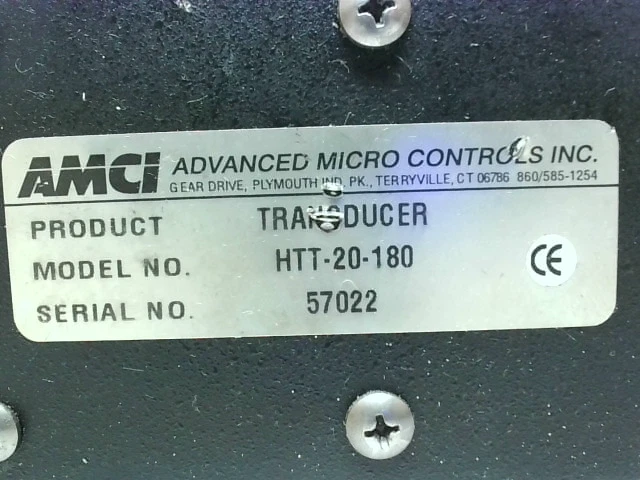 AMCI ADVANCED MICRO CONTROLS INC.
GEAR DRIVE, PLYMOUTH IND. PK., TERRYVILLE, CT 06786 860/585-1254
PRODUCT TRANSDUCER
MODEL NO. HTT-20-180
CE
SERIAL NO. 57022